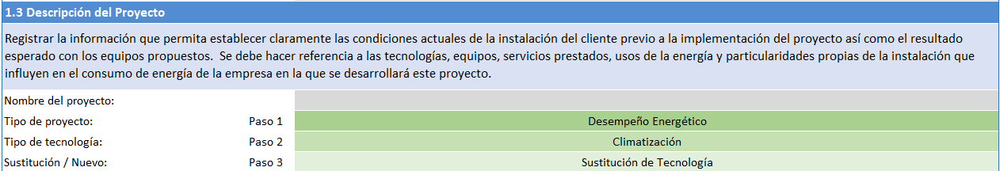 1.3 Descripción del Proyecto
Registrar la información que permita establecer claramente las condiciones actuales de la instalación del cliente previo a la implementación del proyecto así como el resultado
esperado con los equipos propuestos. Se debe hacer referencia a las tecnologías, equipos, servicios prestados, usos de la energía y particularidades propias de la instalación que
influyen en el consumo de energía de la empresa en la que se desarrollará este proyecto.
Nombre del proyecto:
Tipo de proyecto: Paso 1 Desempeño Energético
Tipo de tecnología: Paso 2 Climatización
Sustitución / Nuevo: Paso 3 Sustitución de Tecnología